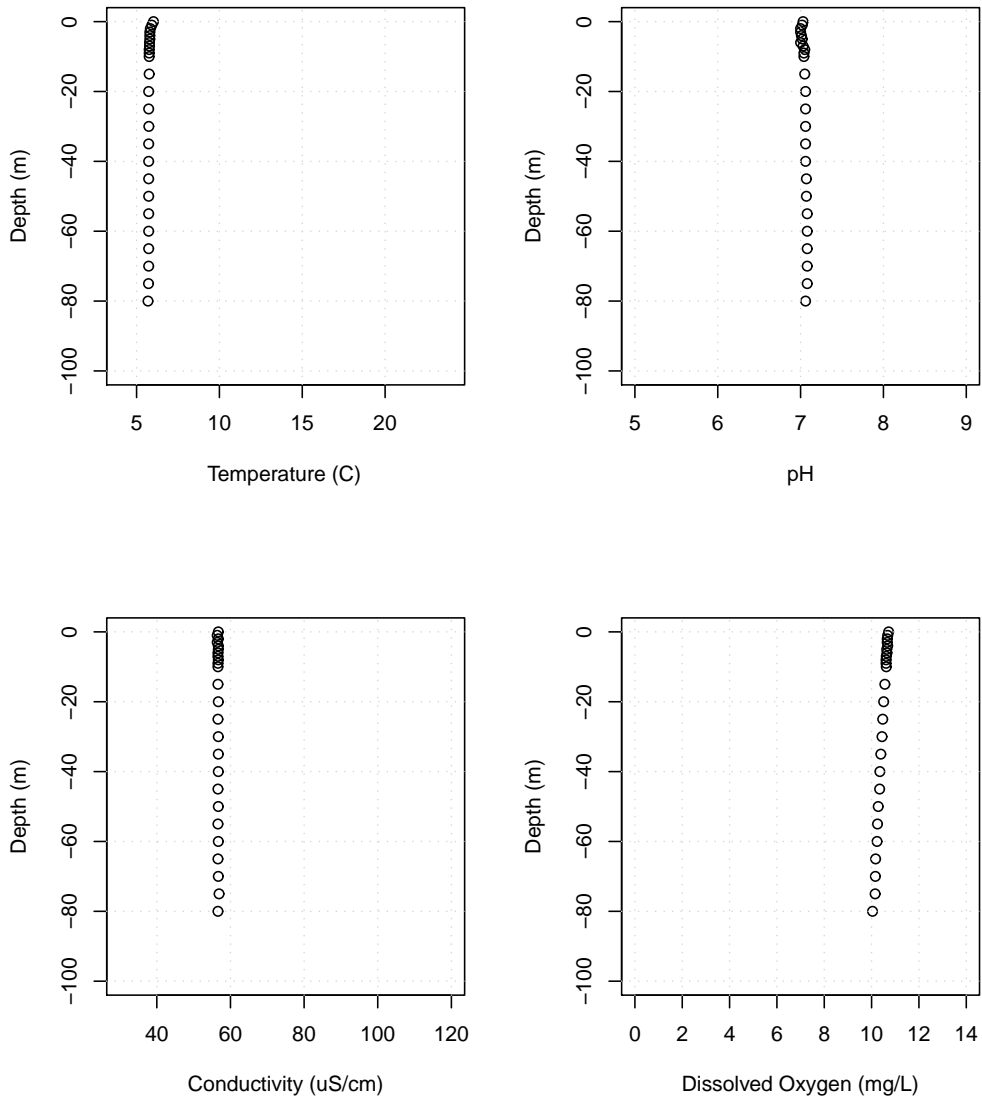 0
−20
−40
−60
−80
−100
Depth (m)
5 10 15 20
Temperature (C)
0
−20
−40
−60
−80
−100
Depth (m)
5 6 7 8 9
pH
0
−20
−40
−60
−80
−100
Depth (m)
40 60 80 100 120
Conductivity (uS/cm)
0
−20
−40
−60
−80
−100
Depth (m)
0 2 4 6 8 10 12 14
Dissolved Oxygen (mg/L)